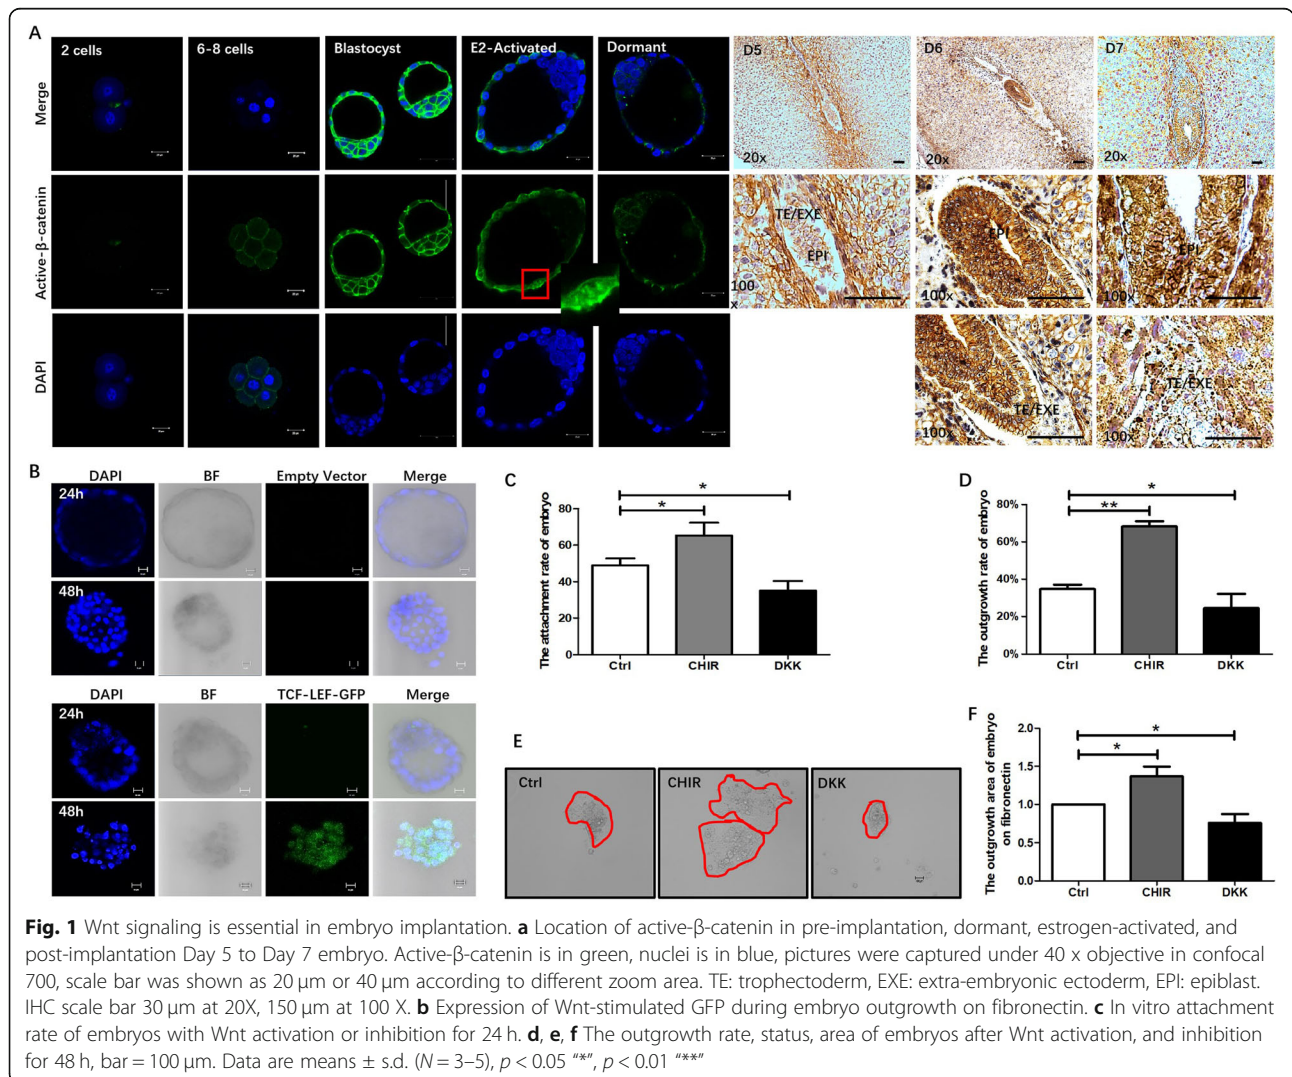 A
2 cells
6-8 cells
Blastocyst
E2-Activated
Dormant
D5
D6
D7
Merge
20x
20x
20x
Active-β-catenin
TE/EXE
EPI
100
x
EPI
100x
EPI
100x
DAPI
TE/EXE
100x
TE/EXE
100x
B
DAPI
BF
Empty Vector
Merge
24h
48h
DAPI
BF
TCF-LEF-GFP
Merge
24h
48h
C
The attachment rate of embryo
80
60
40
20
0
*
*
Ctrl
CHIR
DKK
D
The outgrowth rate of embryo
80%
60%
40%
20%
0%
**
*
Ctrl
CHIR
DKK
E
Ctrl
CHIR
DKK
F
The outgrowth area of embryo
on fibronectin
2.0
1.5
1.0
0.5
0.0
*
*
Ctrl
CHIR
DKK
Fig. 1 Wnt signaling is essential in embryo implantation. a Location of active-β-catenin in pre-implantation, dormant, estrogen-activated, and
post-implantation Day 5 to Day 7 embryo. Active-β-catenin is in green, nuclei is in blue, pictures were captured under 40 x objective in confocal
700, scale bar was shown as 20 μm or 40 μm according to different zoom area. TE: trophectoderm, EXE: extra-embryonic ectoderm, EPI: epiblast.
IHC scale bar 30 μm at 20X, 150 μm at 100 X. b Expression of Wnt-stimulated GFP during embryo outgrowth on fibronectin. c In vitro attachment
rate of embryos with Wnt activation or inhibition for 24 h. d, e, f The outgrowth rate, status, area of embryos after Wnt activation, and inhibition
for 48 h, bar = 100 μm. Data are means ± s.d. (N = 3–5), p < 0.05 “*”, p < 0.01 “**”